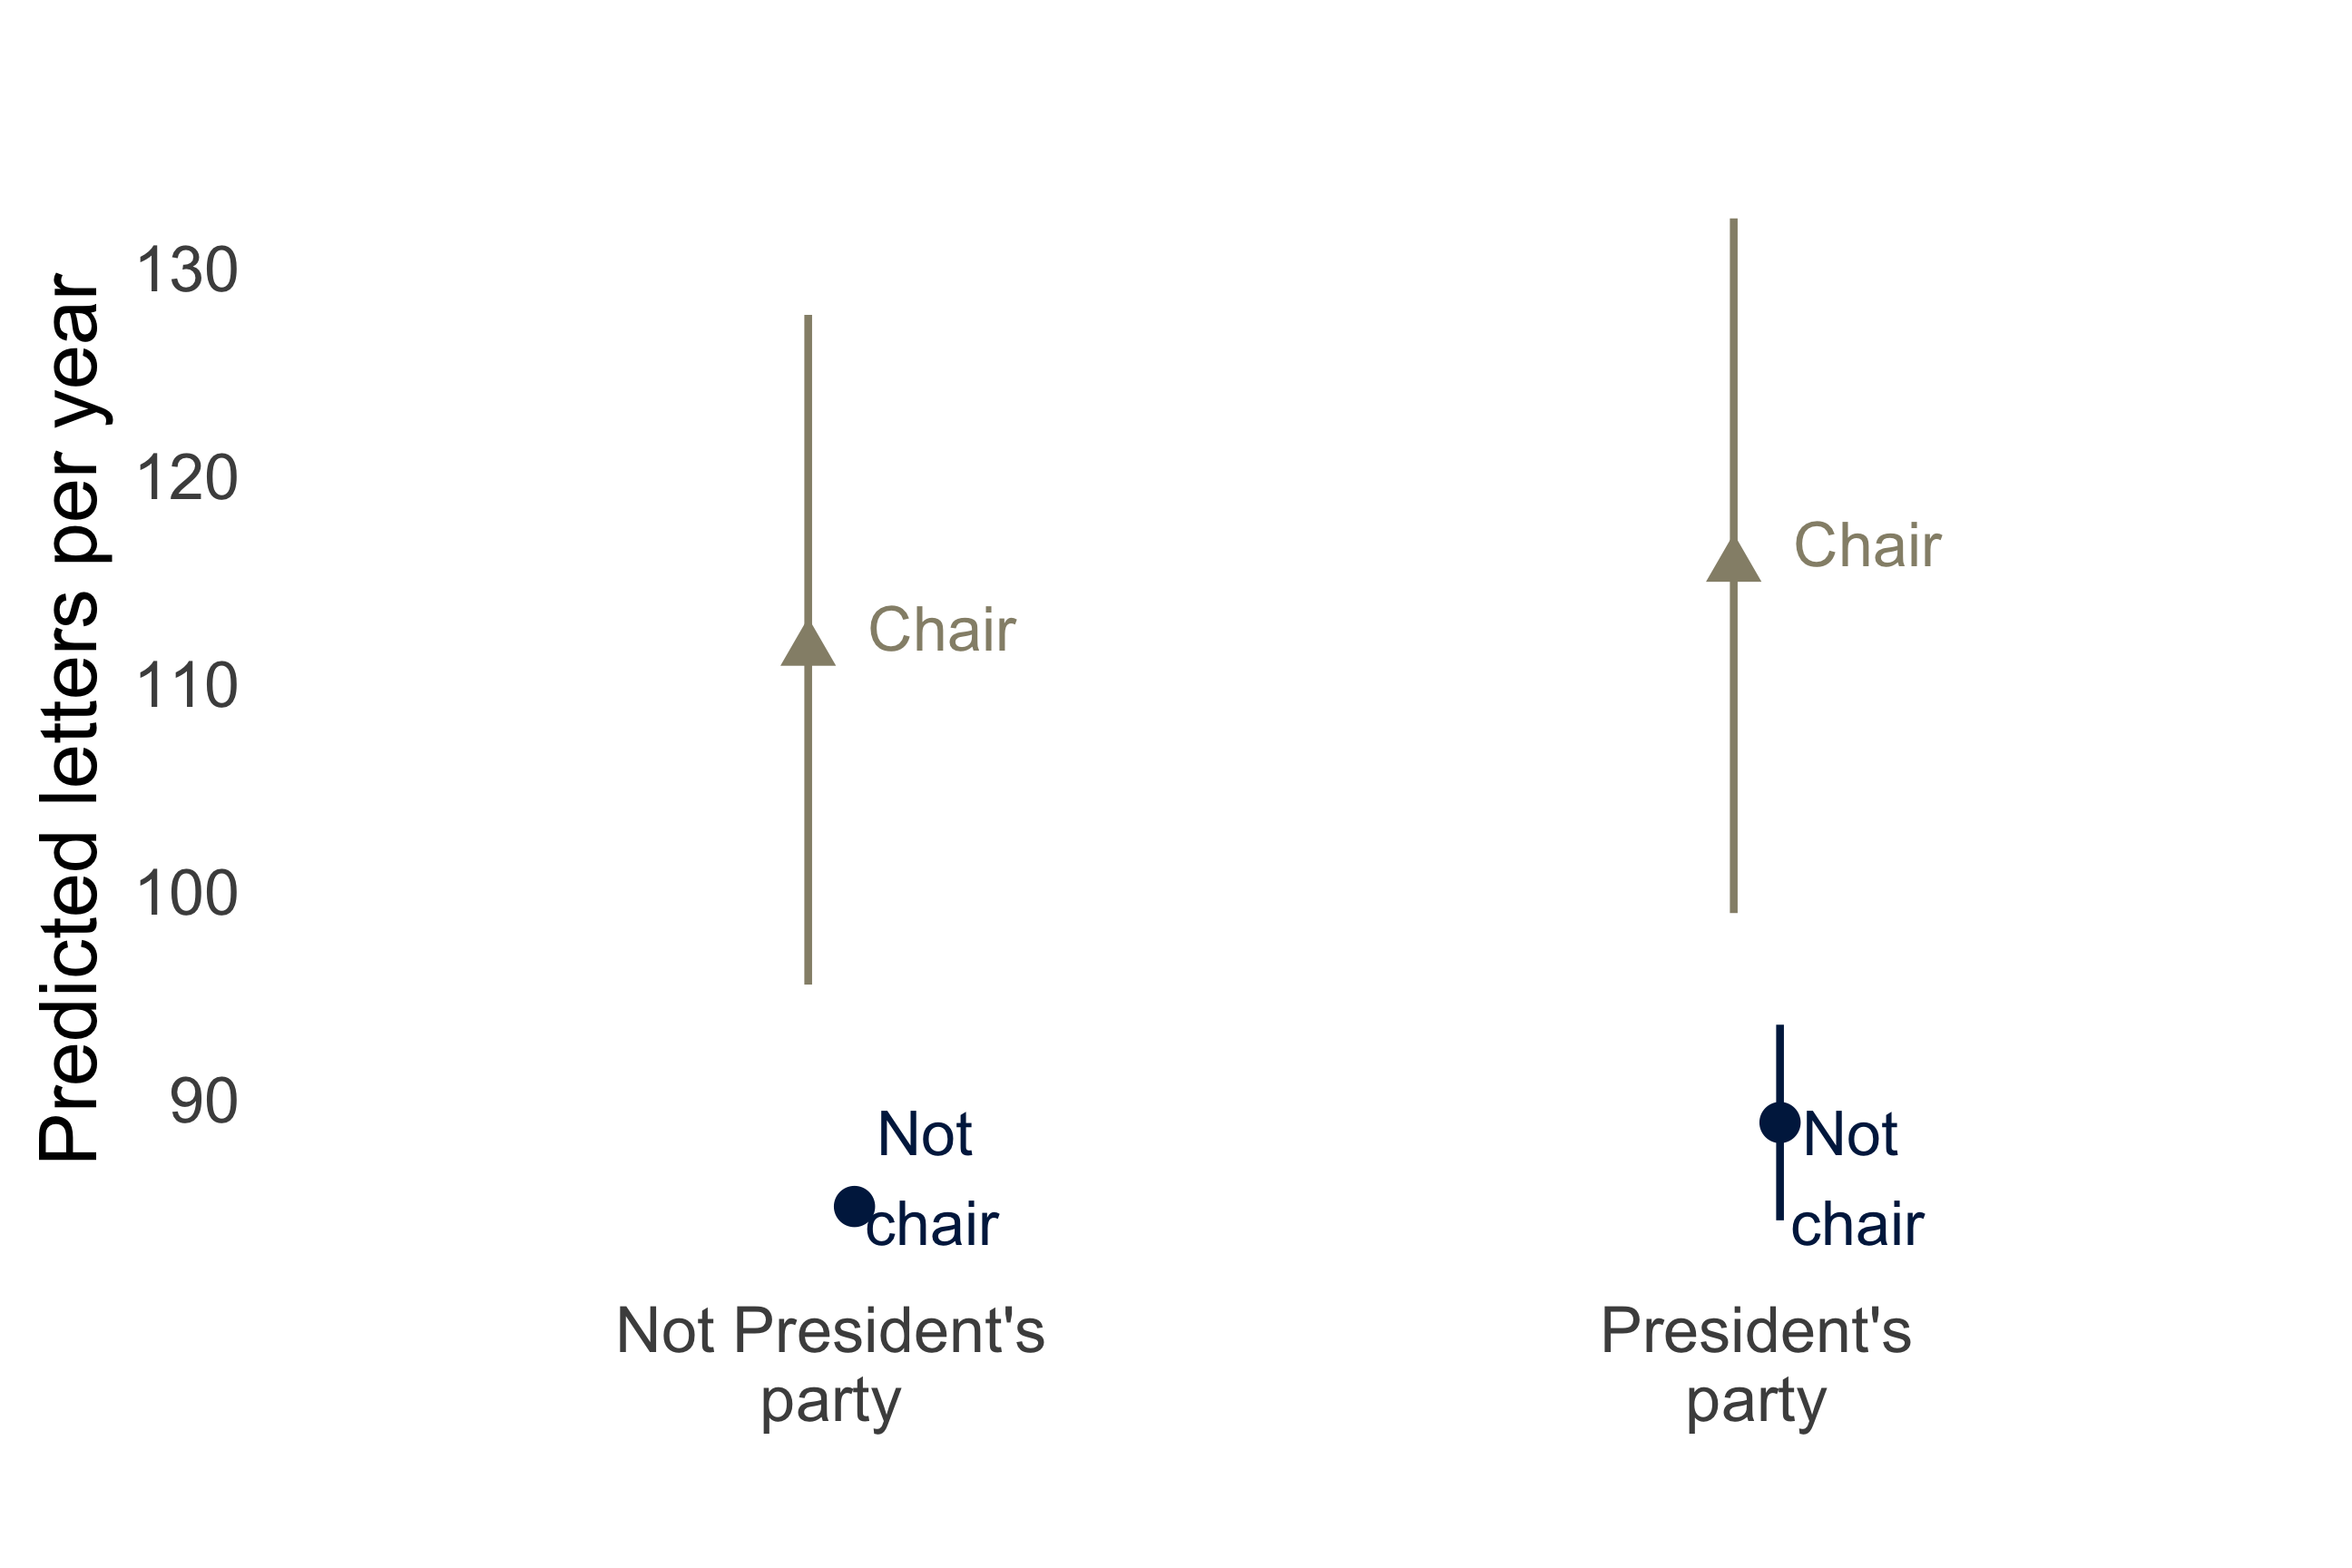 Predicted letters per year
130
120
110
100
90
Chair
Chair
Not
chair
Not
chair
Not President's
party
President's
party